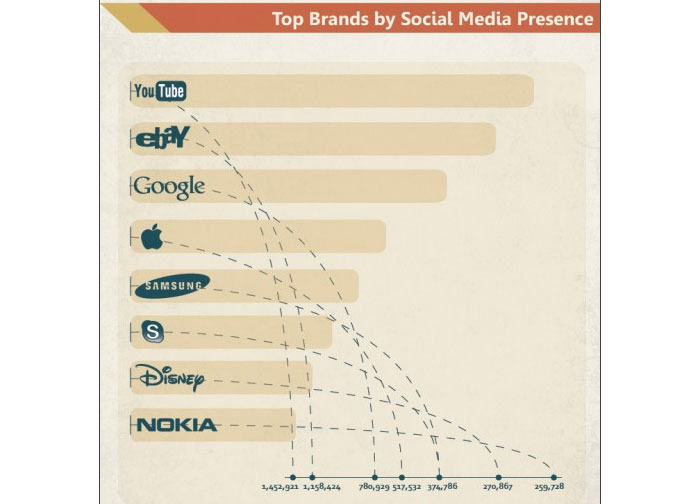 Top Brands by Social Media Presence
YouTube
ebay
Google
SAMSUNG
S
Disney
NOKIA
1,452,921 1,158,424 780,929 517,532 374,786 270,867 259,728